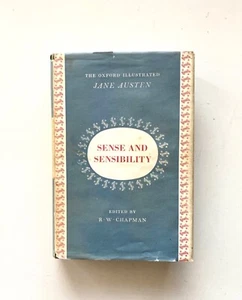 THE OXFORD ILLUSTRATED
JANE AUSTEN
SENSE AND
SENSIBILITY
EDITED BY
R·W·CHAPMAN